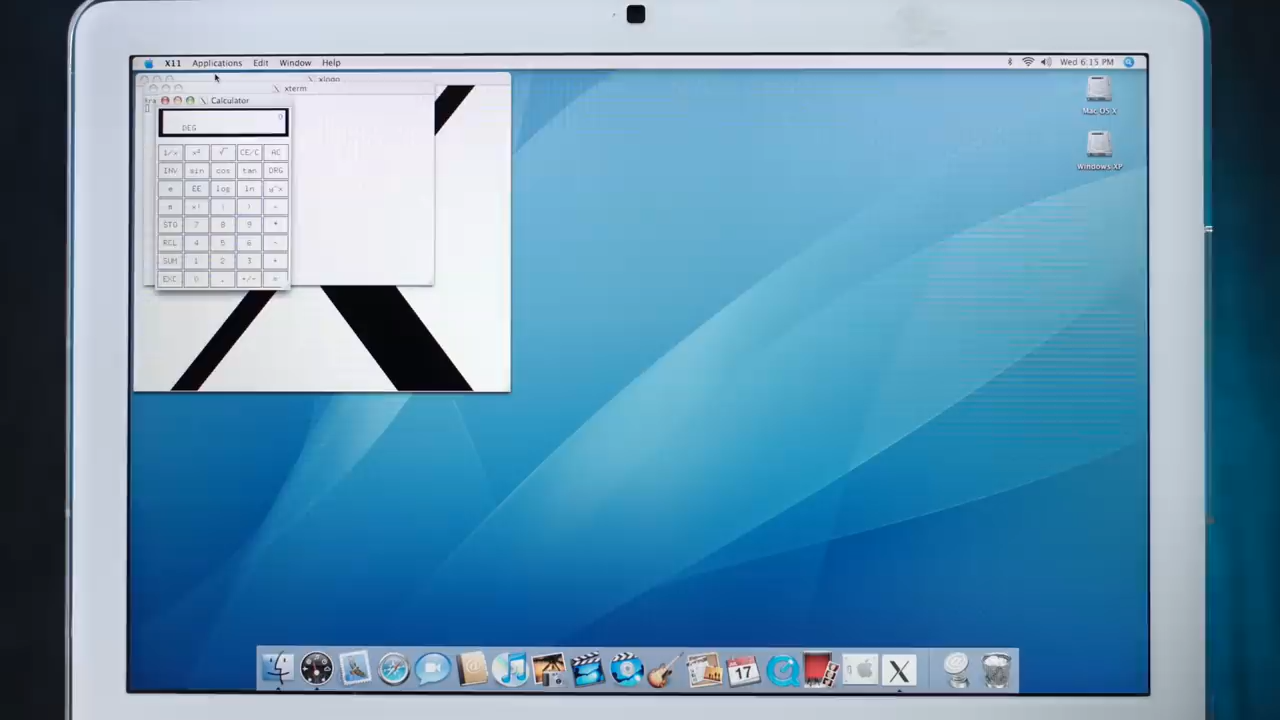 X11 Applications Edit Window Help
Wed 6:15 PM
xlogo
xterm
Calculator
Mac OS X
Windows XP
0
DEG
1/x x² √ CE/C AC
INV sin cos tan DRG
e EE log ln y^x
π x! ( )
STO 7 8 9 *
RCL 4 5 6 -
SUM 1 2 3 +
EXC 0 . +/- =
17